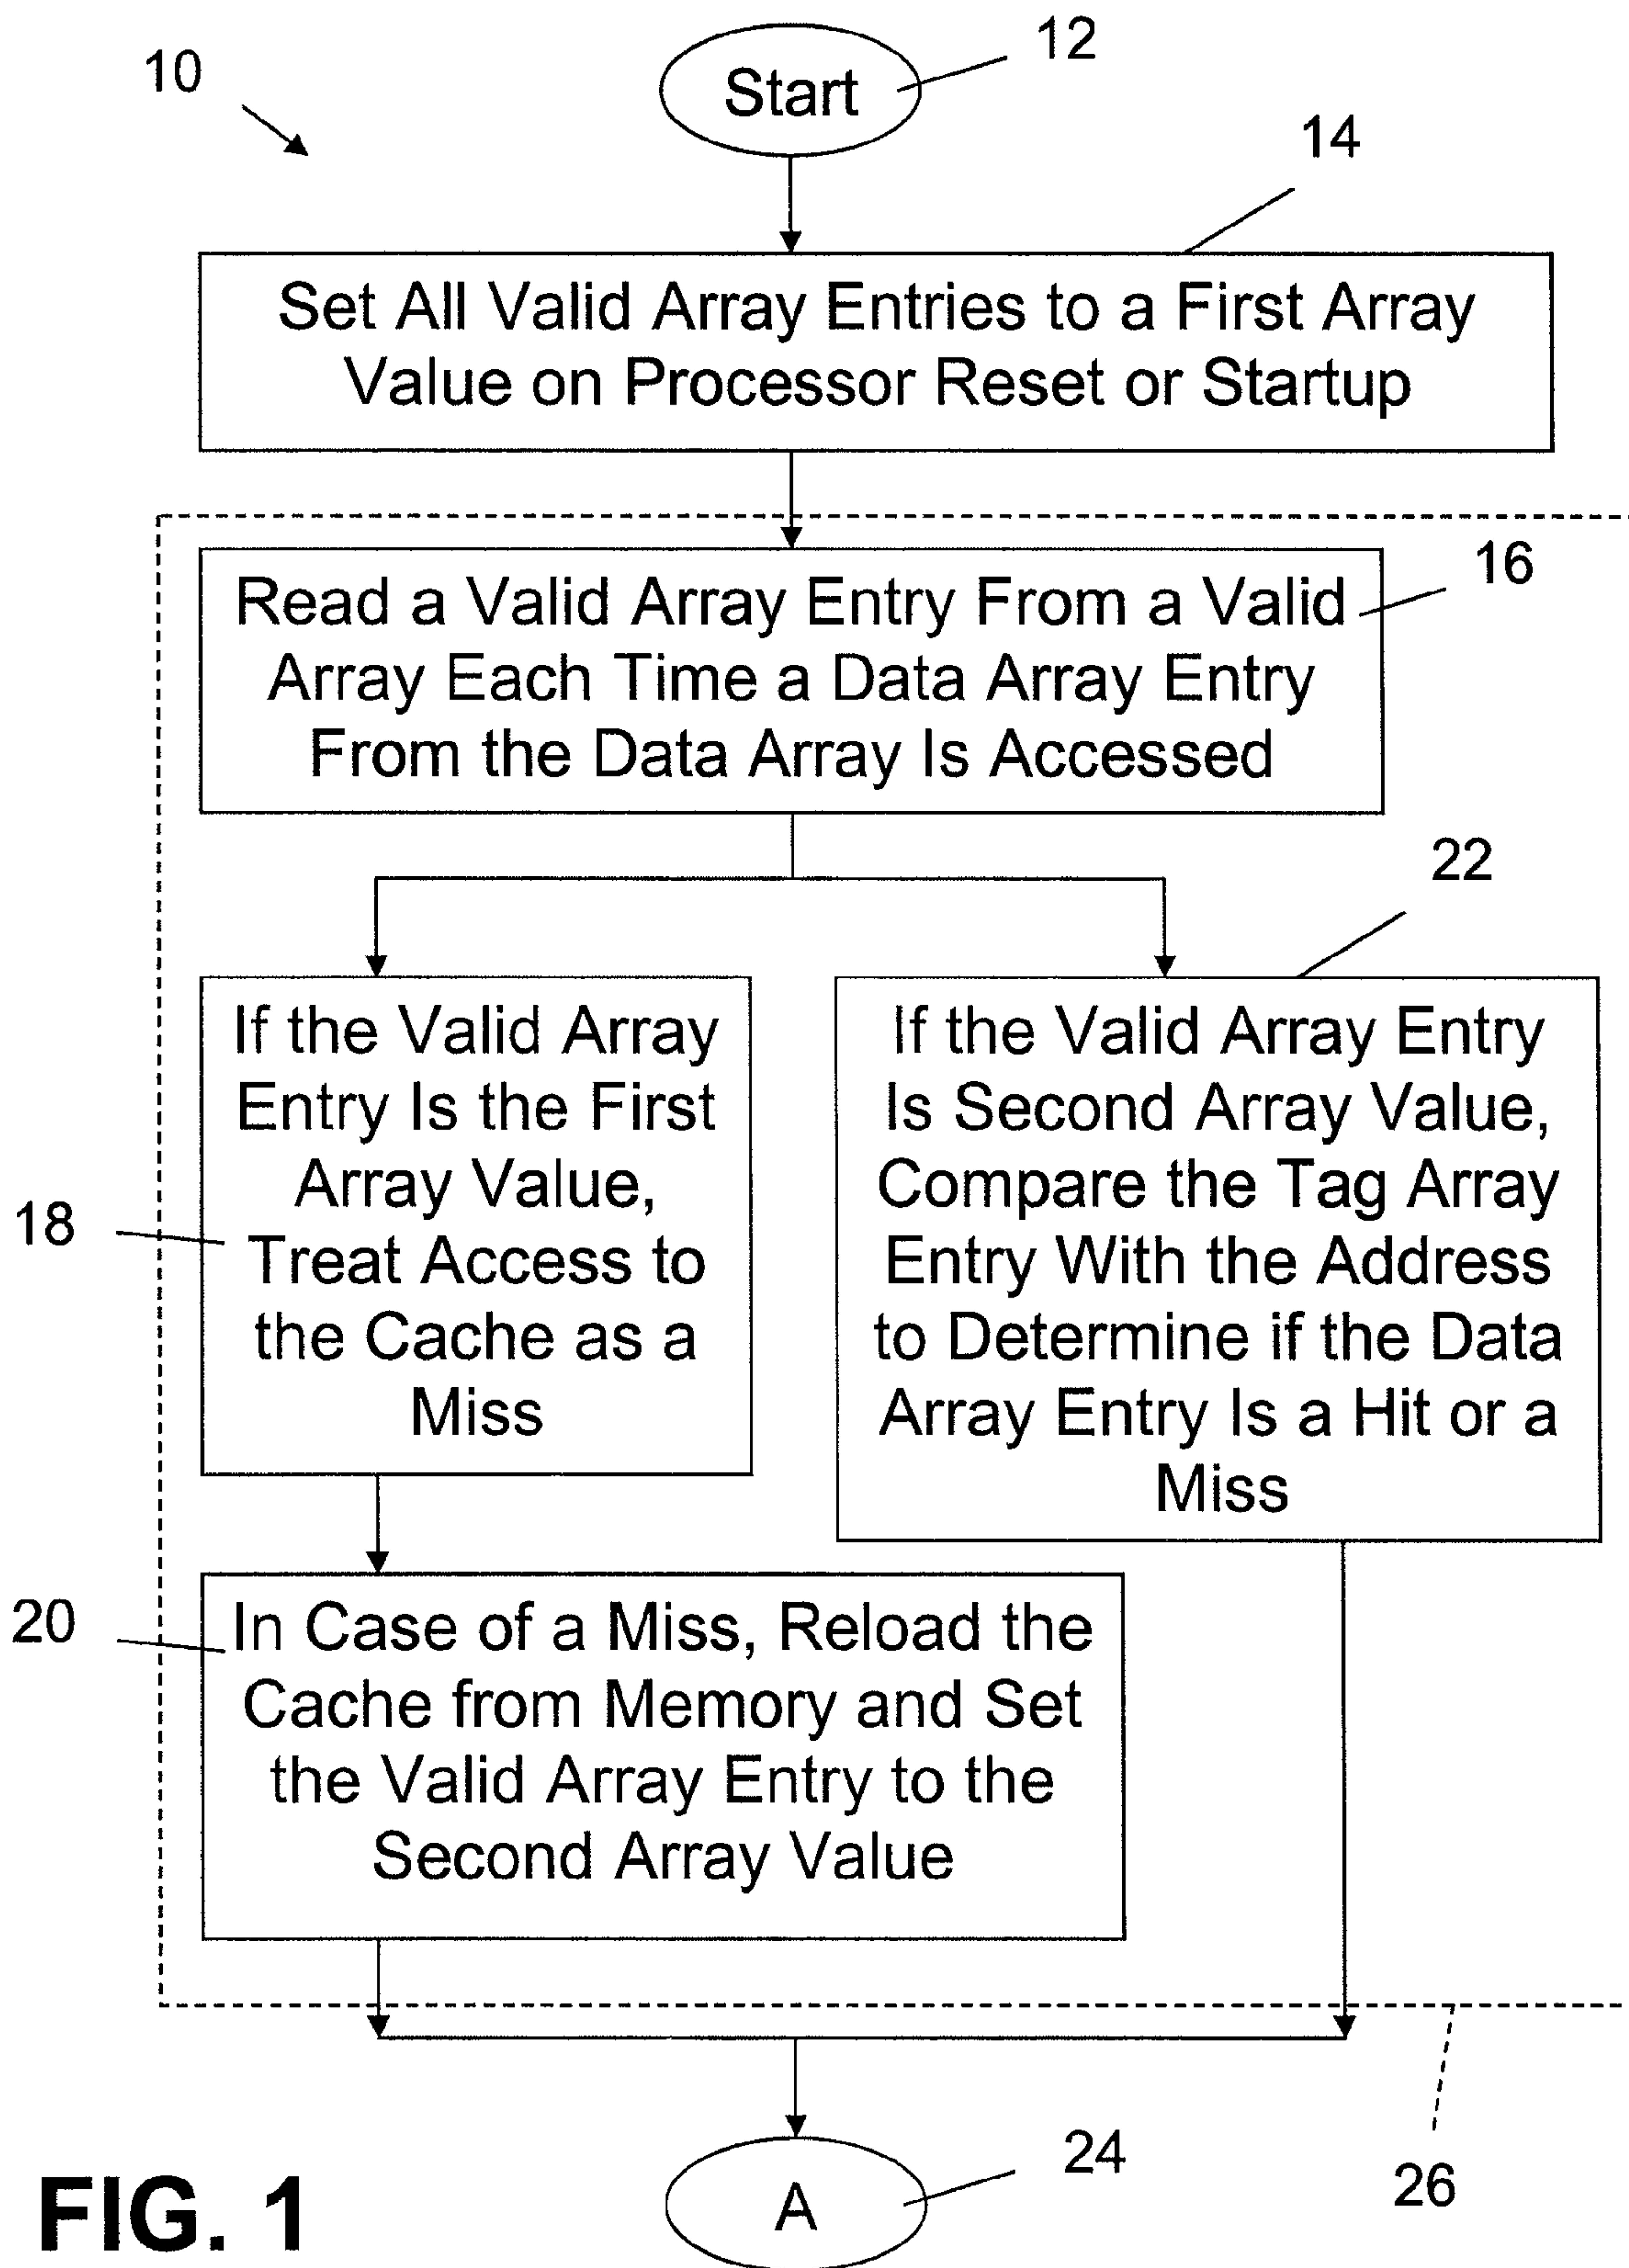 10
Start
12
14
Set All Valid Array Entries to a First Array
Value on Processor Reset or Startup
16
Read a Valid Array Entry From a Valid
Array Each Time a Data Array Entry
From the Data Array Is Accessed
22
18
If the Valid Array
Entry Is the First
Array Value,
Treat Access to
the Cache as a
Miss
If the Valid Array Entry
Is Second Array Value,
Compare the Tag Array
Entry With the Address
to Determine if the Data
Array Entry Is a Hit or a
Miss
20
In Case of a Miss, Reload the
Cache from Memory and Set
the Valid Array Entry to the
Second Array Value
A
24
26
FIG. 1